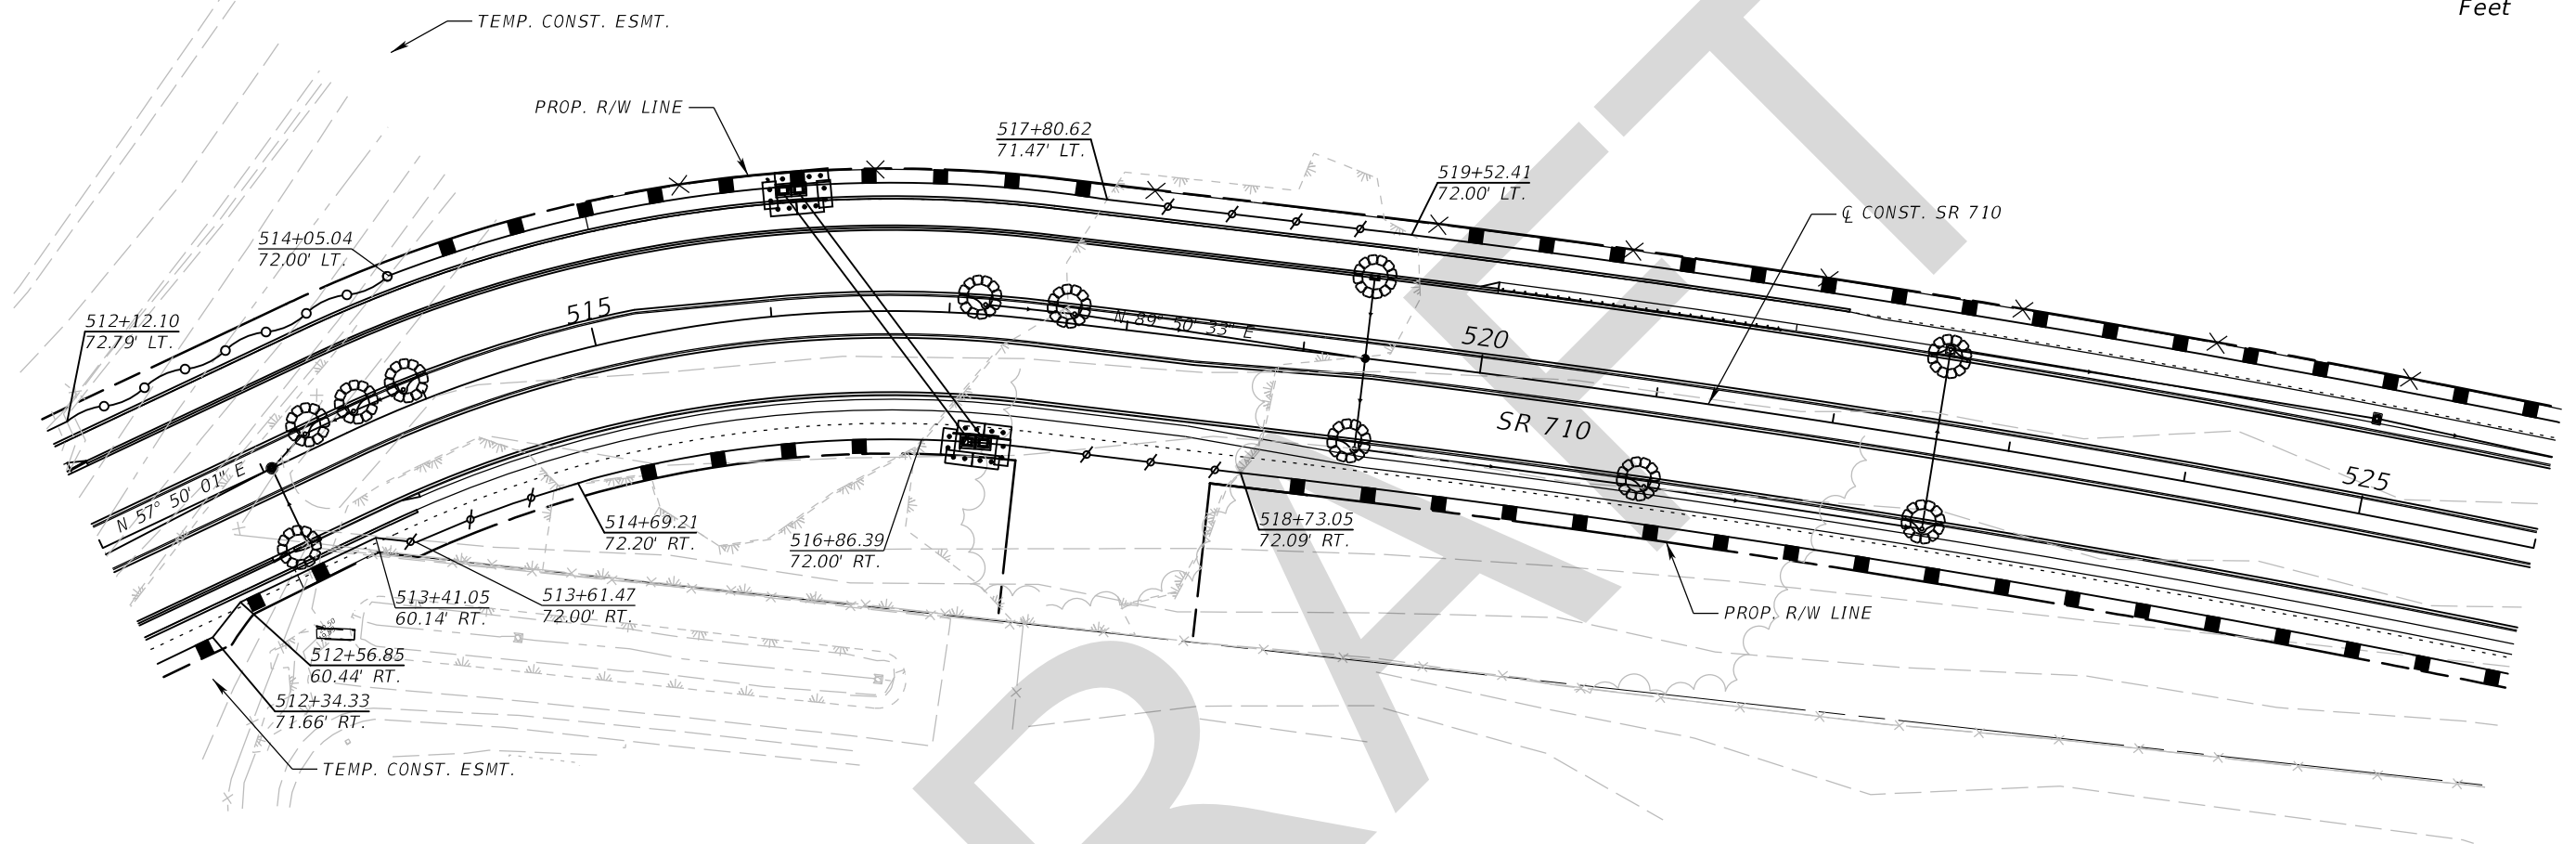 Feet
TEMP. CONST. ESMT.
PROP. R/W LINE
517+80.62
71.47' LT.
519+52.41
72.00' LT.
℄ CONST. SR 710
514+05.04
72.00' LT.
512+12.10
72.79' LT.
515
N 89° 50' 33" E
520
SR 710
525
N 57° 50' 01" E
514+69.21
72.20' RT.
516+86.39
72.00' RT.
518+73.05
72.09' RT.
513+41.05
60.14' RT.
513+61.47
72.00' RT.
PROP. R/W LINE
512+56.85
60.44' RT.
512+34.33
71.66' RT.
TEMP. CONST. ESMT.